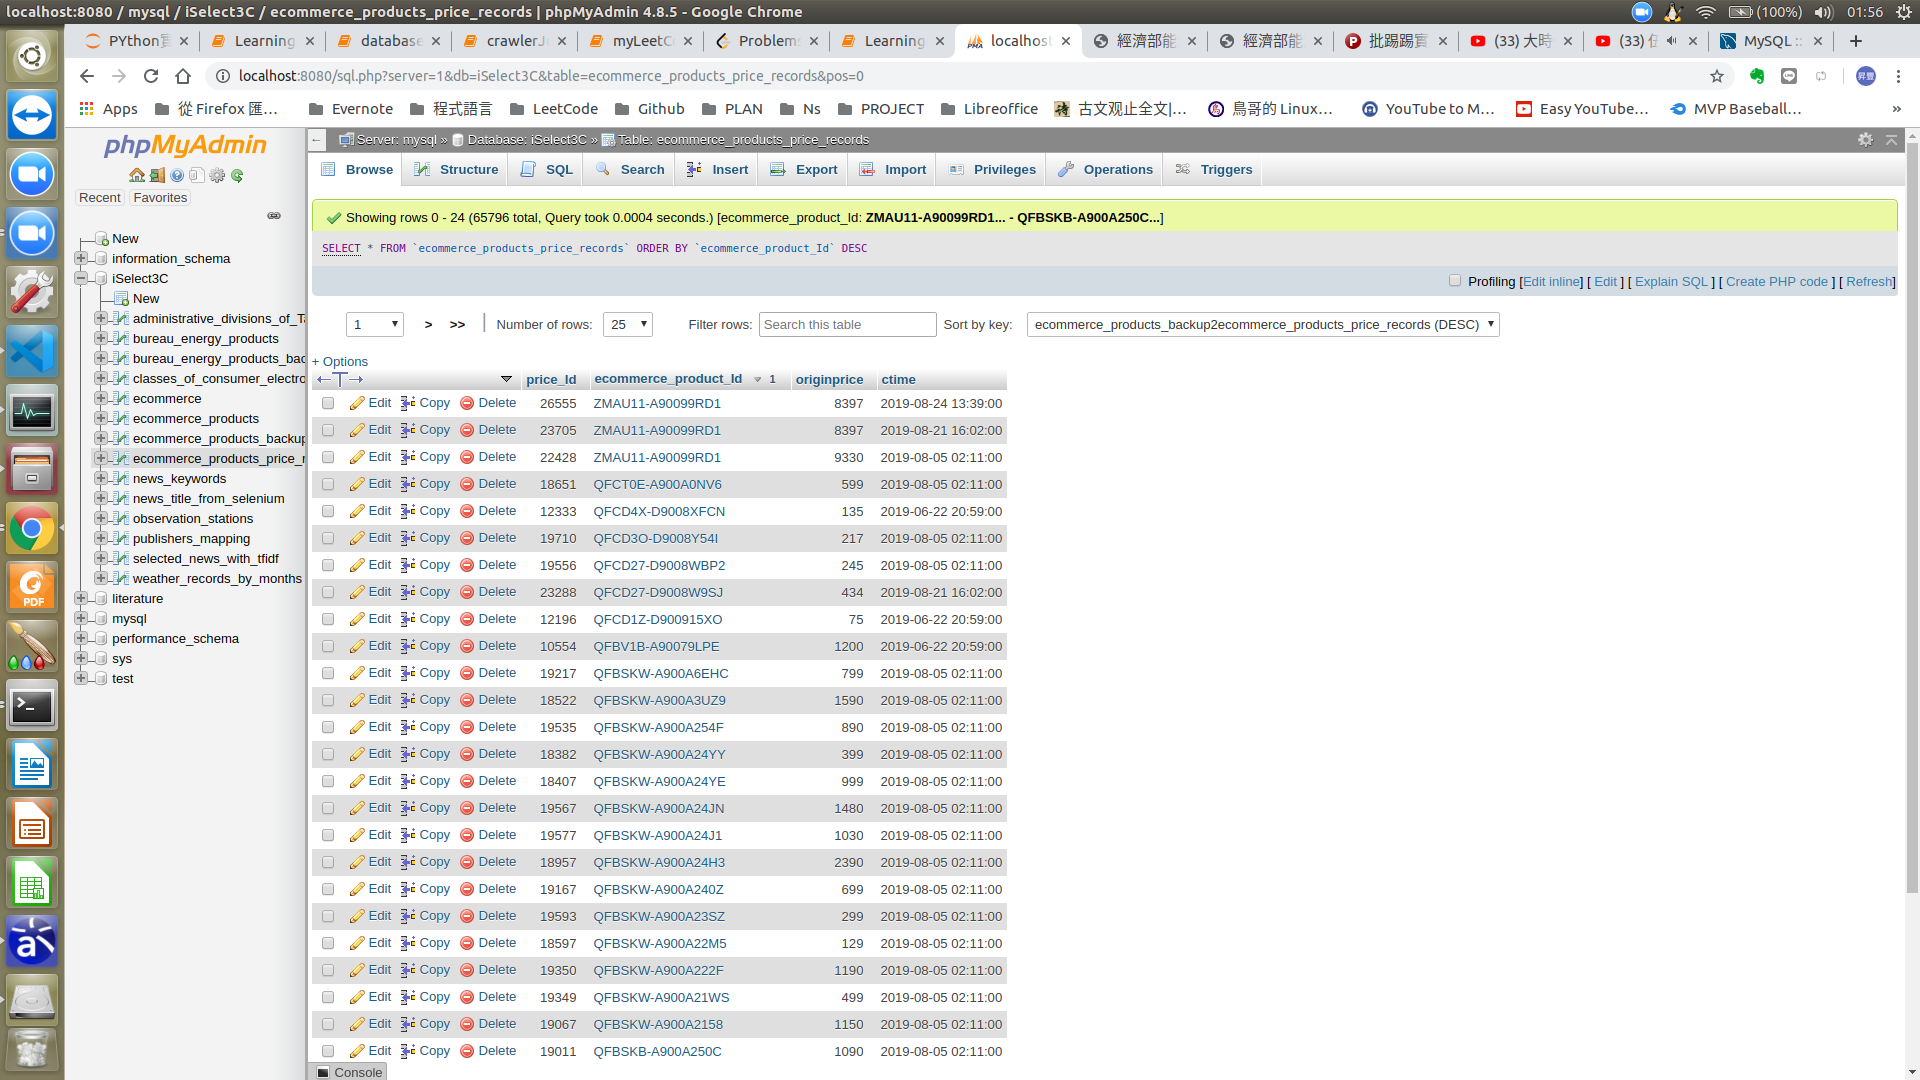 localhost:8080 / mysql / iSelect3C / ecommerce_products_price_records | phpMyAdmin 4.8.5 - Google Chrome (100%) 01:56
PYthon Learning database crawlerJ myLeetCo Problems Learning localhost 經濟部能 經濟部能 批踢踢實 (33) 大時 (33) MySQL ::
localhost:8080/sql.php?server=1&db=iSelect3C&table=ecommerce_products_price_records&pos=0
Apps 從 Firefox 匯… Evernote 程式語言 LeetCode Github PLAN Ns PROJECT Libreoffice 古文观止全文|… 鳥哥的 Linux… YouTube to M… Easy YouTube… MVP Baseball… »
phpMyAdmin
Recent Favorites
New
information_schema
iSelect3C
New
administrative_divisions_of_Ta
bureau_energy_products
bureau_energy_products_bac
classes_of_consumer_electro
ecommerce
ecommerce_products
ecommerce_products_backup
ecommerce_products_price_r
news_keywords
news_title_from_selenium
observation_stations
publishers_mapping
selected_news_with_tfidf
weather_records_by_months
literature
mysql
performance_schema
sys
test
PDF
Server: mysql » Database: iSelect3C » Table: ecommerce_products_price_records
Browse Structure SQL Search Insert Export Import Privileges Operations Triggers
Showing rows 0 - 24 (65796 total, Query took 0.0004 seconds.) [ecommerce_product_Id: ZMAU11-A90099RD1... - QFBSKB-A900A250C...]
SELECT * FROM `ecommerce_products_price_records` ORDER BY `ecommerce_product_Id` DESC
Profiling [Edit inline] [ Edit ] [ Explain SQL ] [ Create PHP code ] [ Refresh]
1 > >> Number of rows: 25 Filter rows: Search this table Sort by key: ecommerce_products_backup2ecommerce_products_price_records (DESC)
+ Options
price_Id ecommerce_product_Id 1 originprice ctime
Edit Copy Delete 26555 ZMAU11-A90099RD1 8397 2019-08-24 13:39:00
Edit Copy Delete 23705 ZMAU11-A90099RD1 8397 2019-08-21 16:02:00
Edit Copy Delete 22428 ZMAU11-A90099RD1 9330 2019-08-05 02:11:00
Edit Copy Delete 18651 QFCT0E-A900A0NV6 599 2019-08-05 02:11:00
Edit Copy Delete 12333 QFCD4X-D9008XFCN 135 2019-06-22 20:59:00
Edit Copy Delete 19710 QFCD3O-D9008Y54I 217 2019-08-05 02:11:00
Edit Copy Delete 19556 QFCD27-D9008WBP2 245 2019-08-05 02:11:00
Edit Copy Delete 23288 QFCD27-D9008W9SJ 434 2019-08-21 16:02:00
Edit Copy Delete 12196 QFCD1Z-D900915XO 75 2019-06-22 20:59:00
Edit Copy Delete 10554 QFBV1B-A90079LPE 1200 2019-06-22 20:59:00
Edit Copy Delete 19217 QFBSKW-A900A6EHC 799 2019-08-05 02:11:00
Edit Copy Delete 18522 QFBSKW-A900A3UZ9 1590 2019-08-05 02:11:00
Edit Copy Delete 19535 QFBSKW-A900A254F 890 2019-08-05 02:11:00
Edit Copy Delete 18382 QFBSKW-A900A24YY 399 2019-08-05 02:11:00
Edit Copy Delete 18407 QFBSKW-A900A24YE 999 2019-08-05 02:11:00
Edit Copy Delete 19567 QFBSKW-A900A24JN 1480 2019-08-05 02:11:00
Edit Copy Delete 19577 QFBSKW-A900A24J1 1030 2019-08-05 02:11:00
Edit Copy Delete 18957 QFBSKW-A900A24H3 2390 2019-08-05 02:11:00
Edit Copy Delete 19167 QFBSKW-A900A240Z 699 2019-08-05 02:11:00
Edit Copy Delete 19593 QFBSKW-A900A23SZ 299 2019-08-05 02:11:00
Edit Copy Delete 18597 QFBSKW-A900A22M5 129 2019-08-05 02:11:00
Edit Copy Delete 19350 QFBSKW-A900A222F 1190 2019-08-05 02:11:00
Edit Copy Delete 19349 QFBSKW-A900A21WS 499 2019-08-05 02:11:00
Edit Copy Delete 19067 QFBSKW-A900A2158 1150 2019-08-05 02:11:00
Edit Copy Delete 19011 QFBSKB-A900A250C 1090 2019-08-05 02:11:00
Console